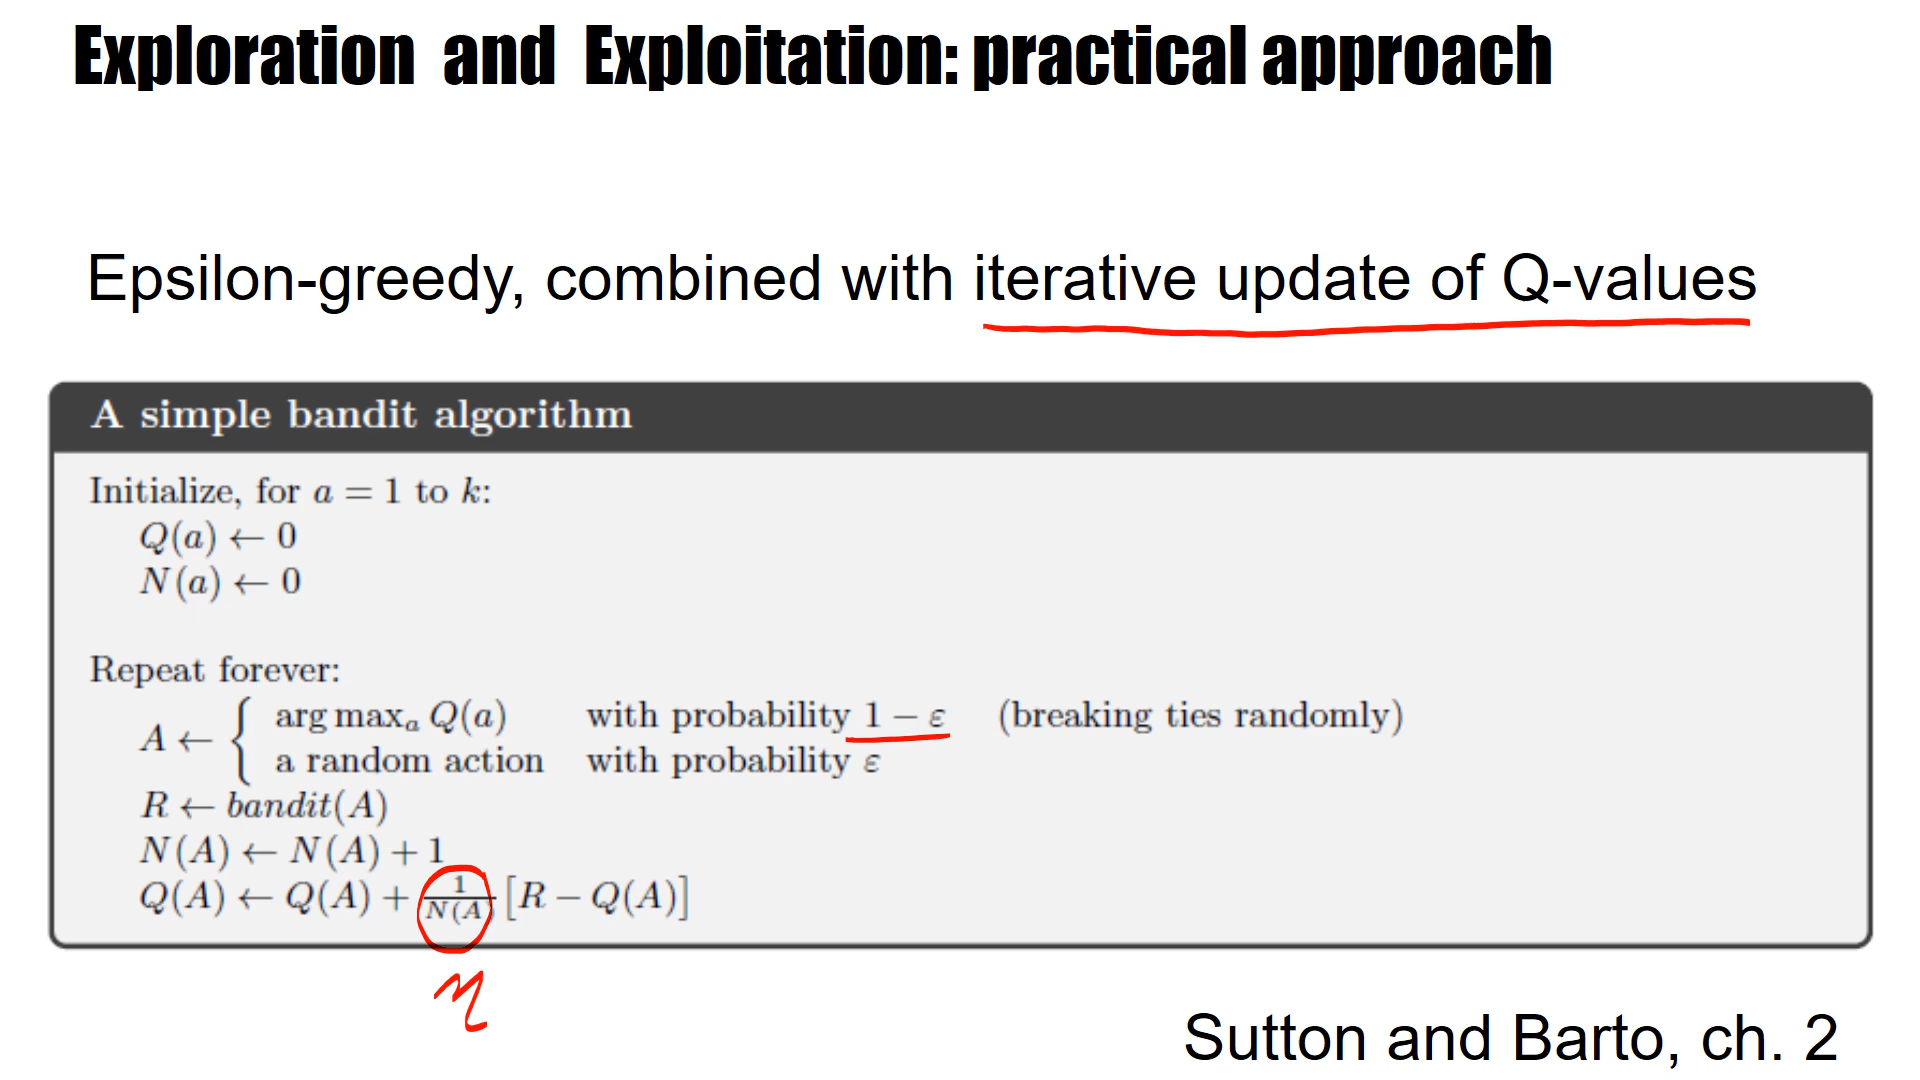 Exploration and Exploitation: practical approach
Epsilon-greedy, combined with iterative update of Q-values
A simple bandit algorithm
Initialize, for a = 1 to k:
Q(a) ← 0
N(a) ← 0
Repeat forever:
A ← { arg maxₐ Q(a) with probability 1 − ε (breaking ties randomly)
a random action with probability ε
R ← bandit(A)
N(A) ← N(A) + 1
Q(A) ← Q(A) + 1/N(A) [R − Q(A)]
η
Sutton and Barto, ch. 2